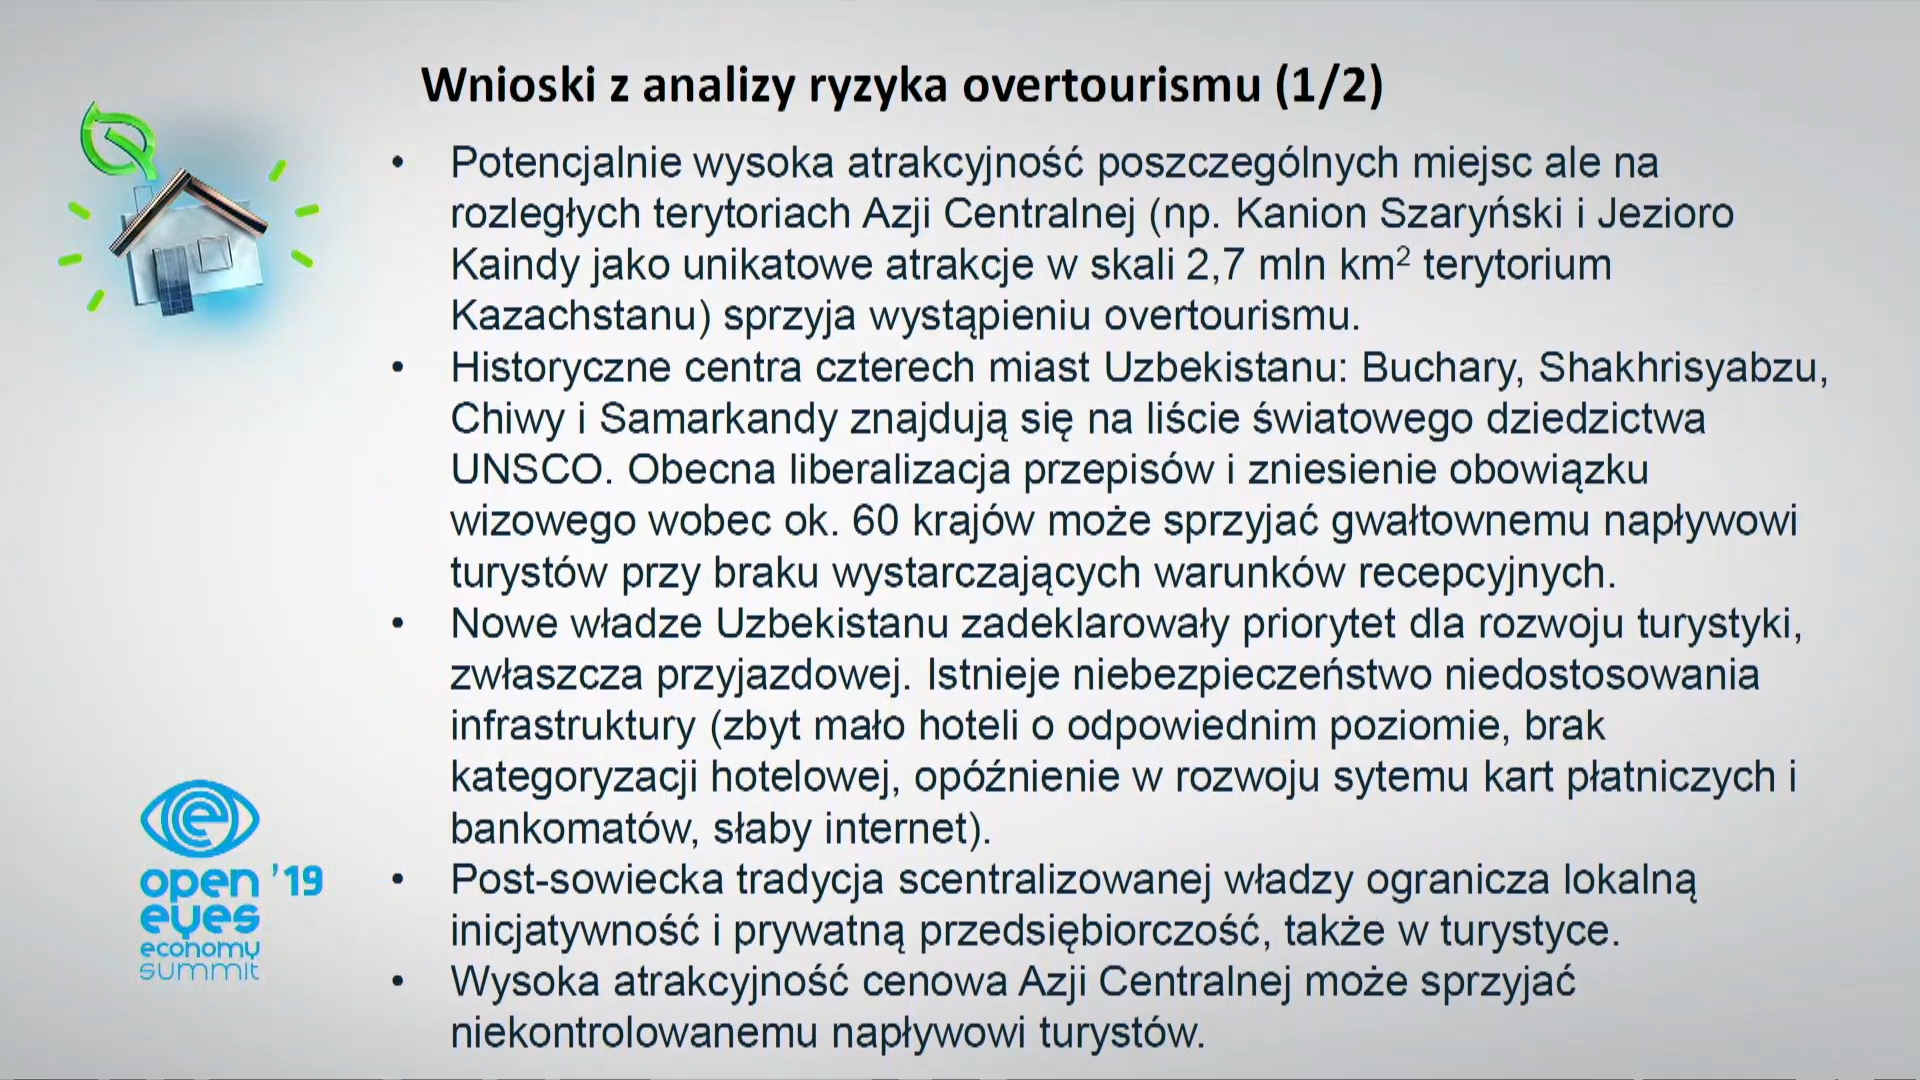 Wnioski z analizy ryzyka overtourismu (1/2)
• Potencjalnie wysoka atrakcyjność poszczególnych miejsc ale na
rozległych terytoriach Azji Centralnej (np. Kanion Szaryński i Jezioro
Kaindy jako unikatowe atrakcje w skali 2,7 mln km² terytorium
Kazachstanu) sprzyja wystąpieniu overtourismu.
• Historyczne centra czterech miast Uzbekistanu: Buchary, Shakhrisyabzu,
Chiwy i Samarkandy znajdują się na liście światowego dziedzictwa
UNSCO. Obecna liberalizacja przepisów i zniesienie obowiązku
wizowego wobec ok. 60 krajów może sprzyjać gwałtownemu napływowi
turystów przy braku wystarczających warunków recepcyjnych.
• Nowe władze Uzbekistanu zadeklarowały priorytet dla rozwoju turystyki,
zwłaszcza przyjazdowej. Istnieje niebezpieczeństwo niedostosowania
infrastruktury (zbyt mało hoteli o odpowiednim poziomie, brak
kategoryzacji hotelowej, opóźnienie w rozwoju sytemu kart płatniczych i
bankomatów, słaby internet).
• Post-sowiecka tradycja scentralizowanej władzy ogranicza lokalną
inicjatywność i prywatną przedsiębiorczość, także w turystyce.
• Wysoka atrakcyjność cenowa Azji Centralnej może sprzyjać
niekontrolowanemu napływowi turystów.
open '19
eyes
economy
summit